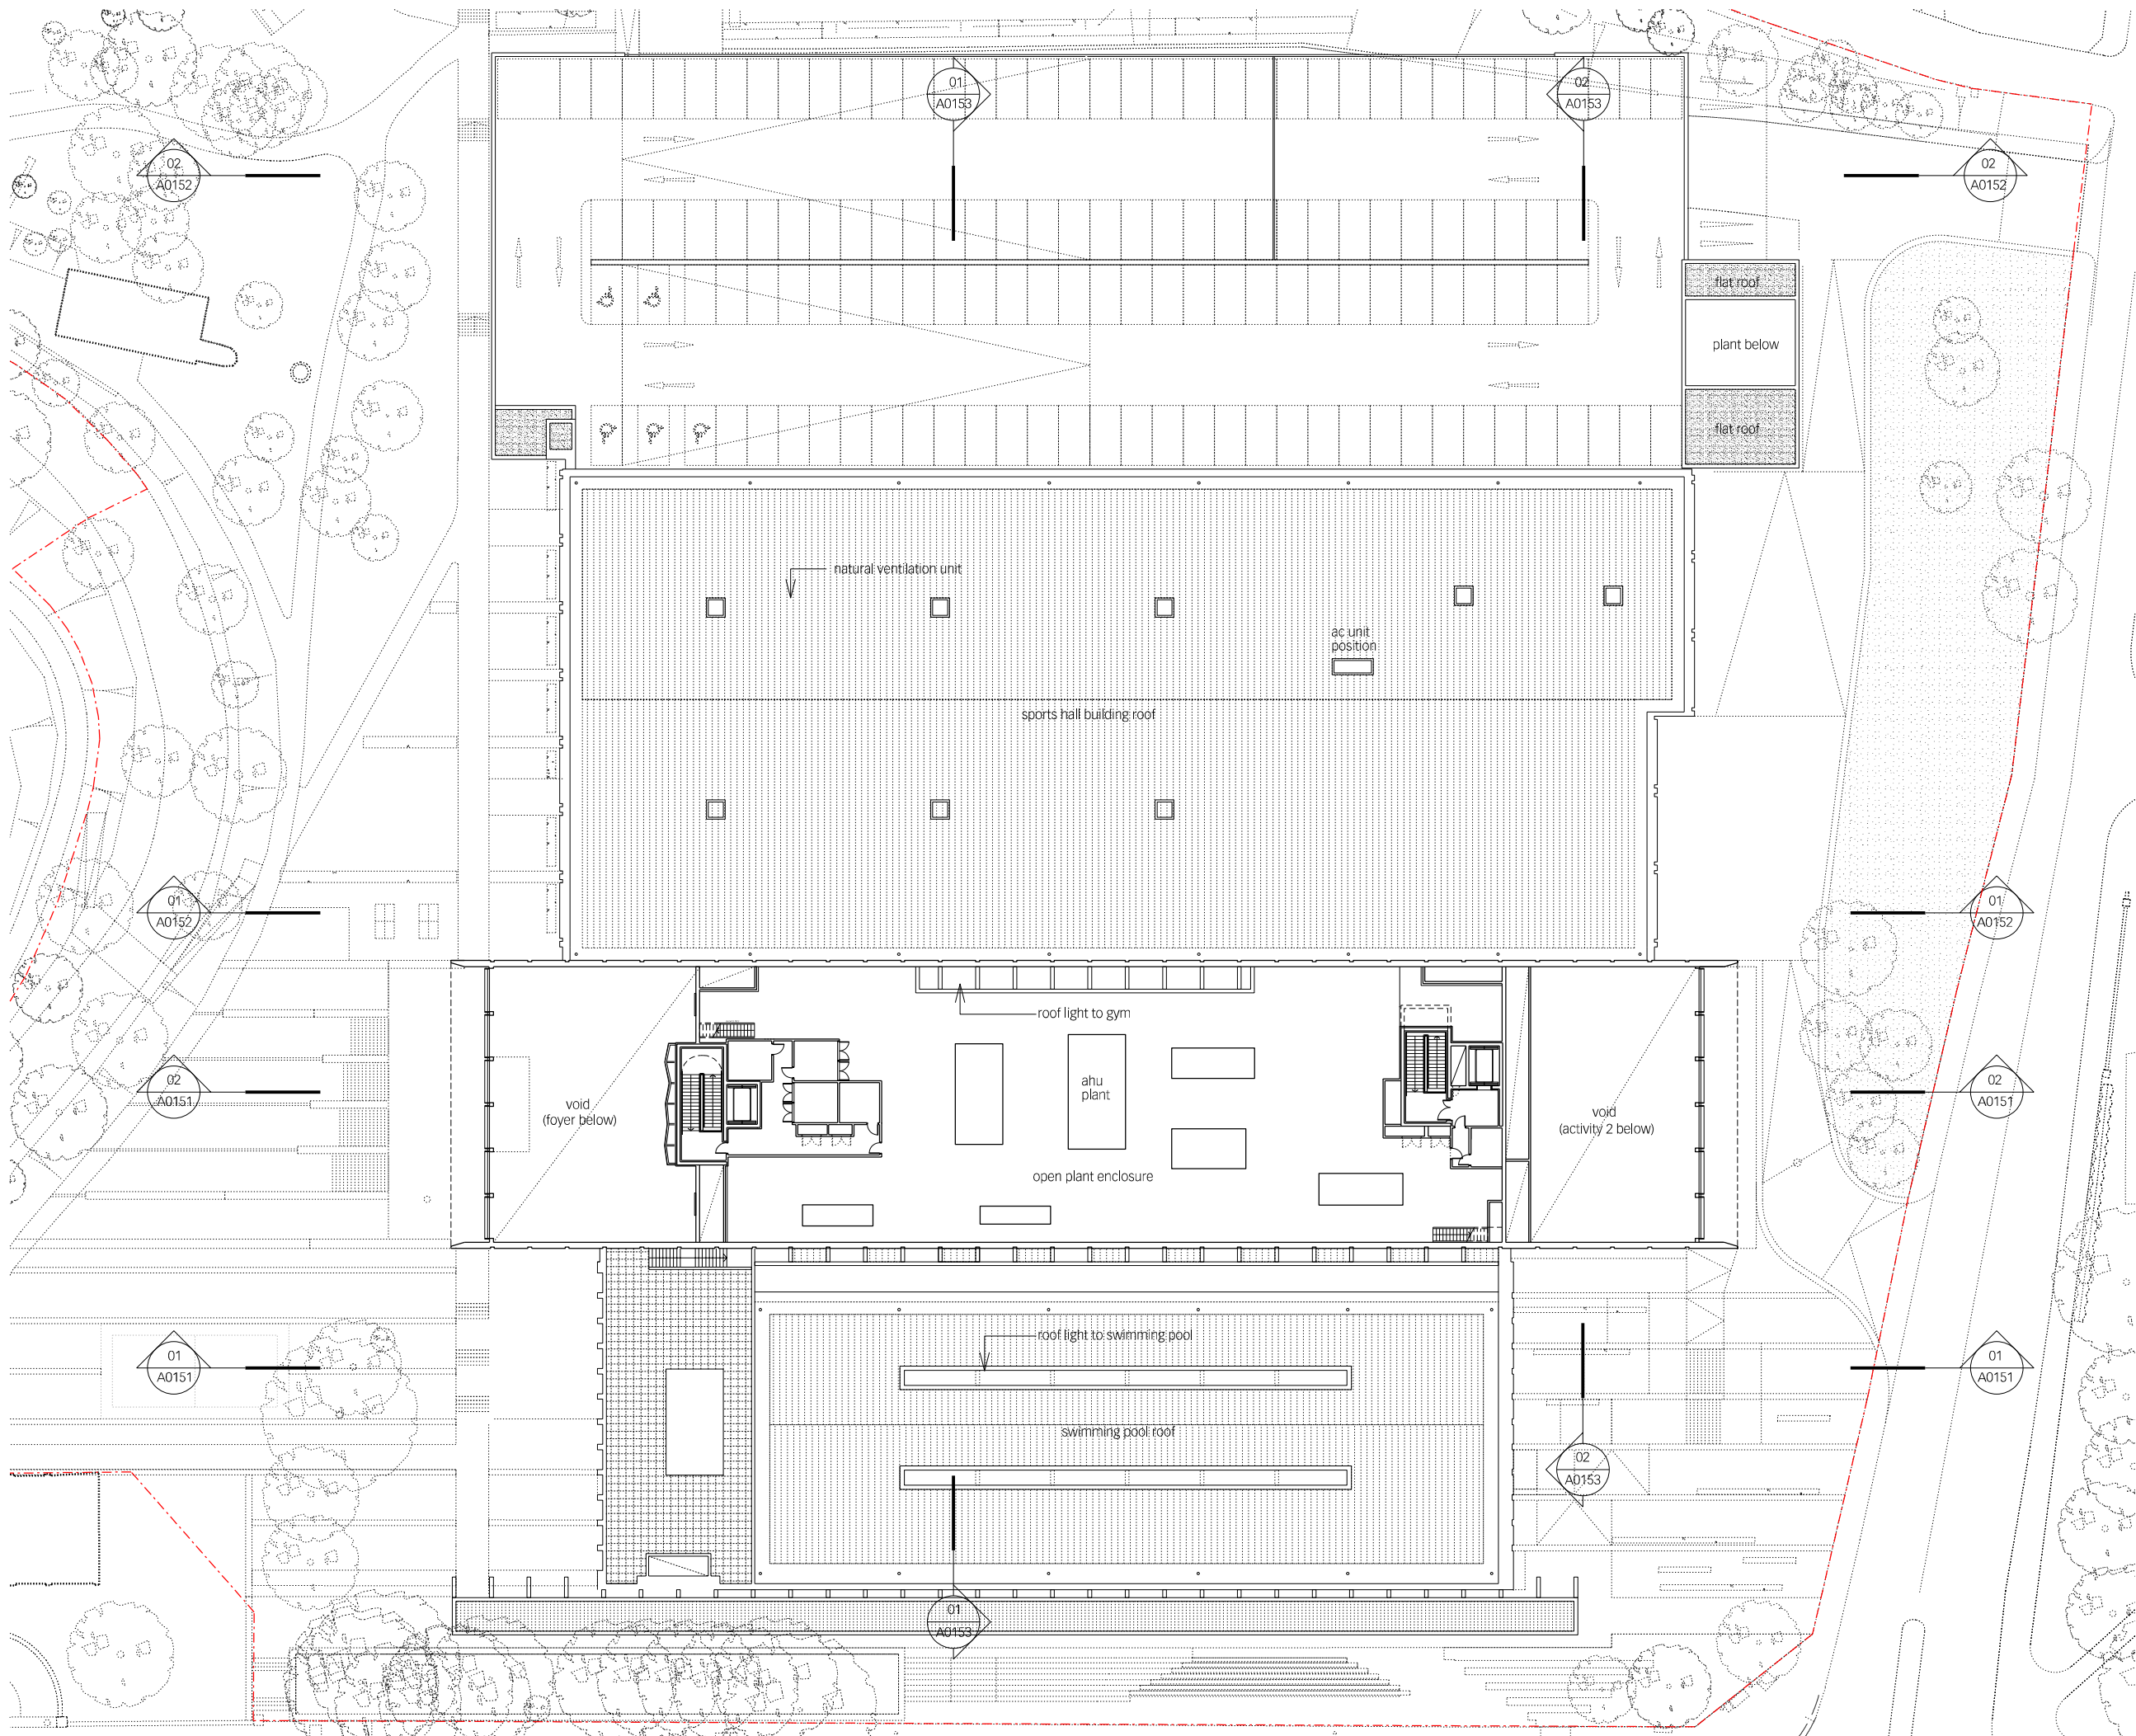 01
A0153
02
A0153
02
A0152
02
A0152
flat roof
plant below
flat roof
natural ventilation unit
ac unit
position
sports hall building roof
01
A0152
01
A0152
roof light to gym
ahu
plant
02
A0151
02
A0151
void
(foyer below)
void
(activity 2 below)
open plant enclosure
roof light to swimming pool
01
A0151
01
A0151
swimming pool roof
02
A0153
01
A0153